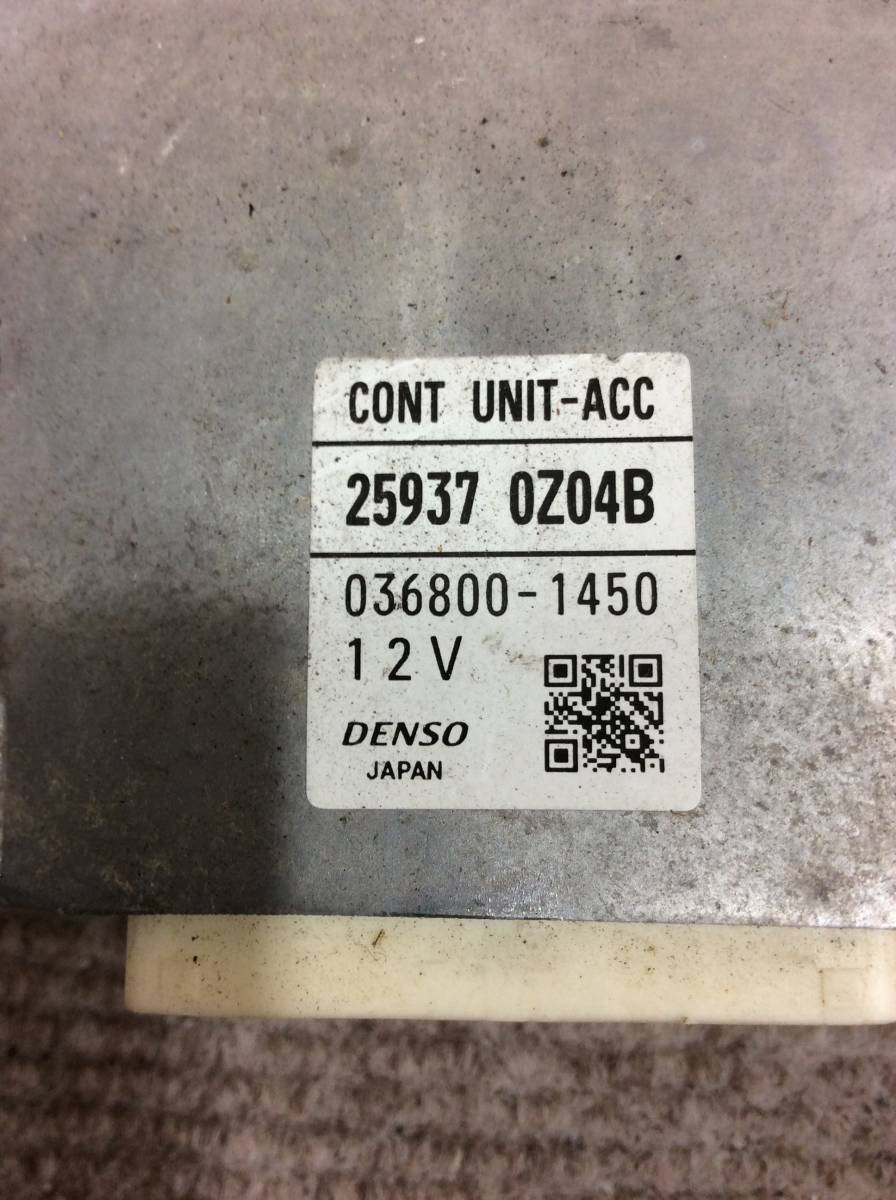 CONT UNIT-ACC
25937 0Z04B
036800-1450
12V
DENSO
JAPAN